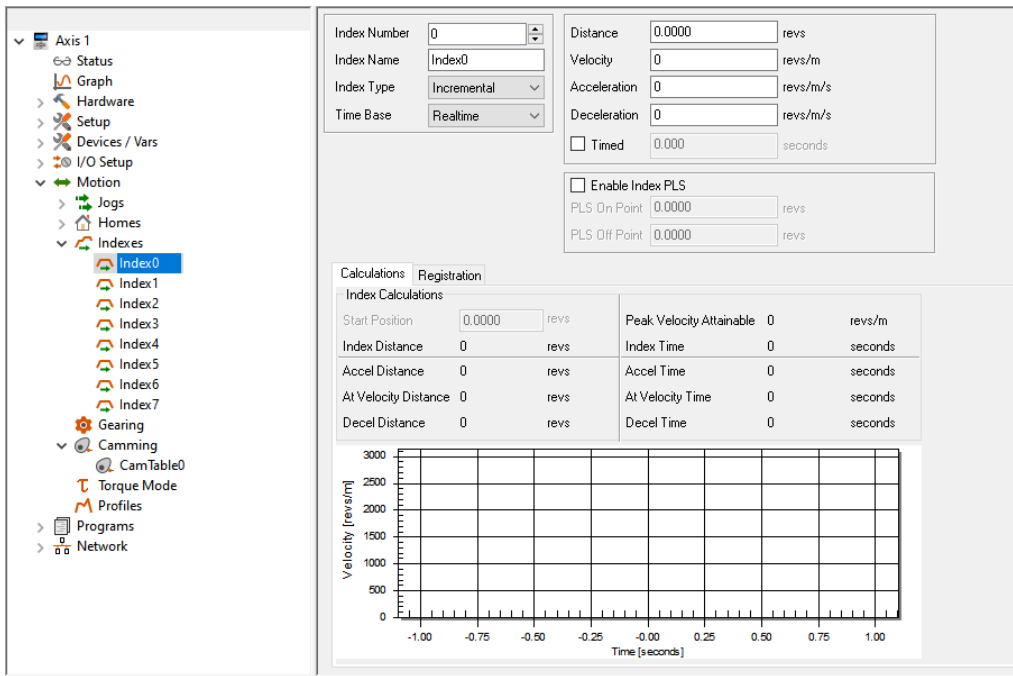 Axis 1
Status
Graph
Hardware
Setup
Devices / Vars
I/O Setup
Motion
Jogs
Homes
Indexes
Index0
Index1
Index2
Index3
Index4
Index5
Index6
Index7
Gearing
Camming
CamTable0
Torque Mode
Profiles
Programs
Network
Index Number 0
Index Name Index0
Index Type Incremental
Time Base Realtime
Distance 0.0000 revs
Velocity 0 revs/m
Acceleration 0 revs/m/s
Deceleration 0 revs/m/s
Timed 0.000 seconds
Enable Index PLS
PLS On Point 0.0000 revs
PLS Off Point 0.0000 revs
Calculations Registration
Index Calculations
Start Position 0.0000 revs Peak Velocity Attainable 0 revs/m
Index Distance 0 revs Index Time 0 seconds
Accel Distance 0 revs Accel Time 0 seconds
At Velocity Distance 0 revs At Velocity Time 0 seconds
Decel Distance 0 revs Decel Time 0 seconds
Velocity [revs/m]
3000
2500
2000
1500
1000
500
0
-1.00 -0.75 -0.50 -0.25 -0.00 0.25 0.50 0.75 1.00
Time [seconds]